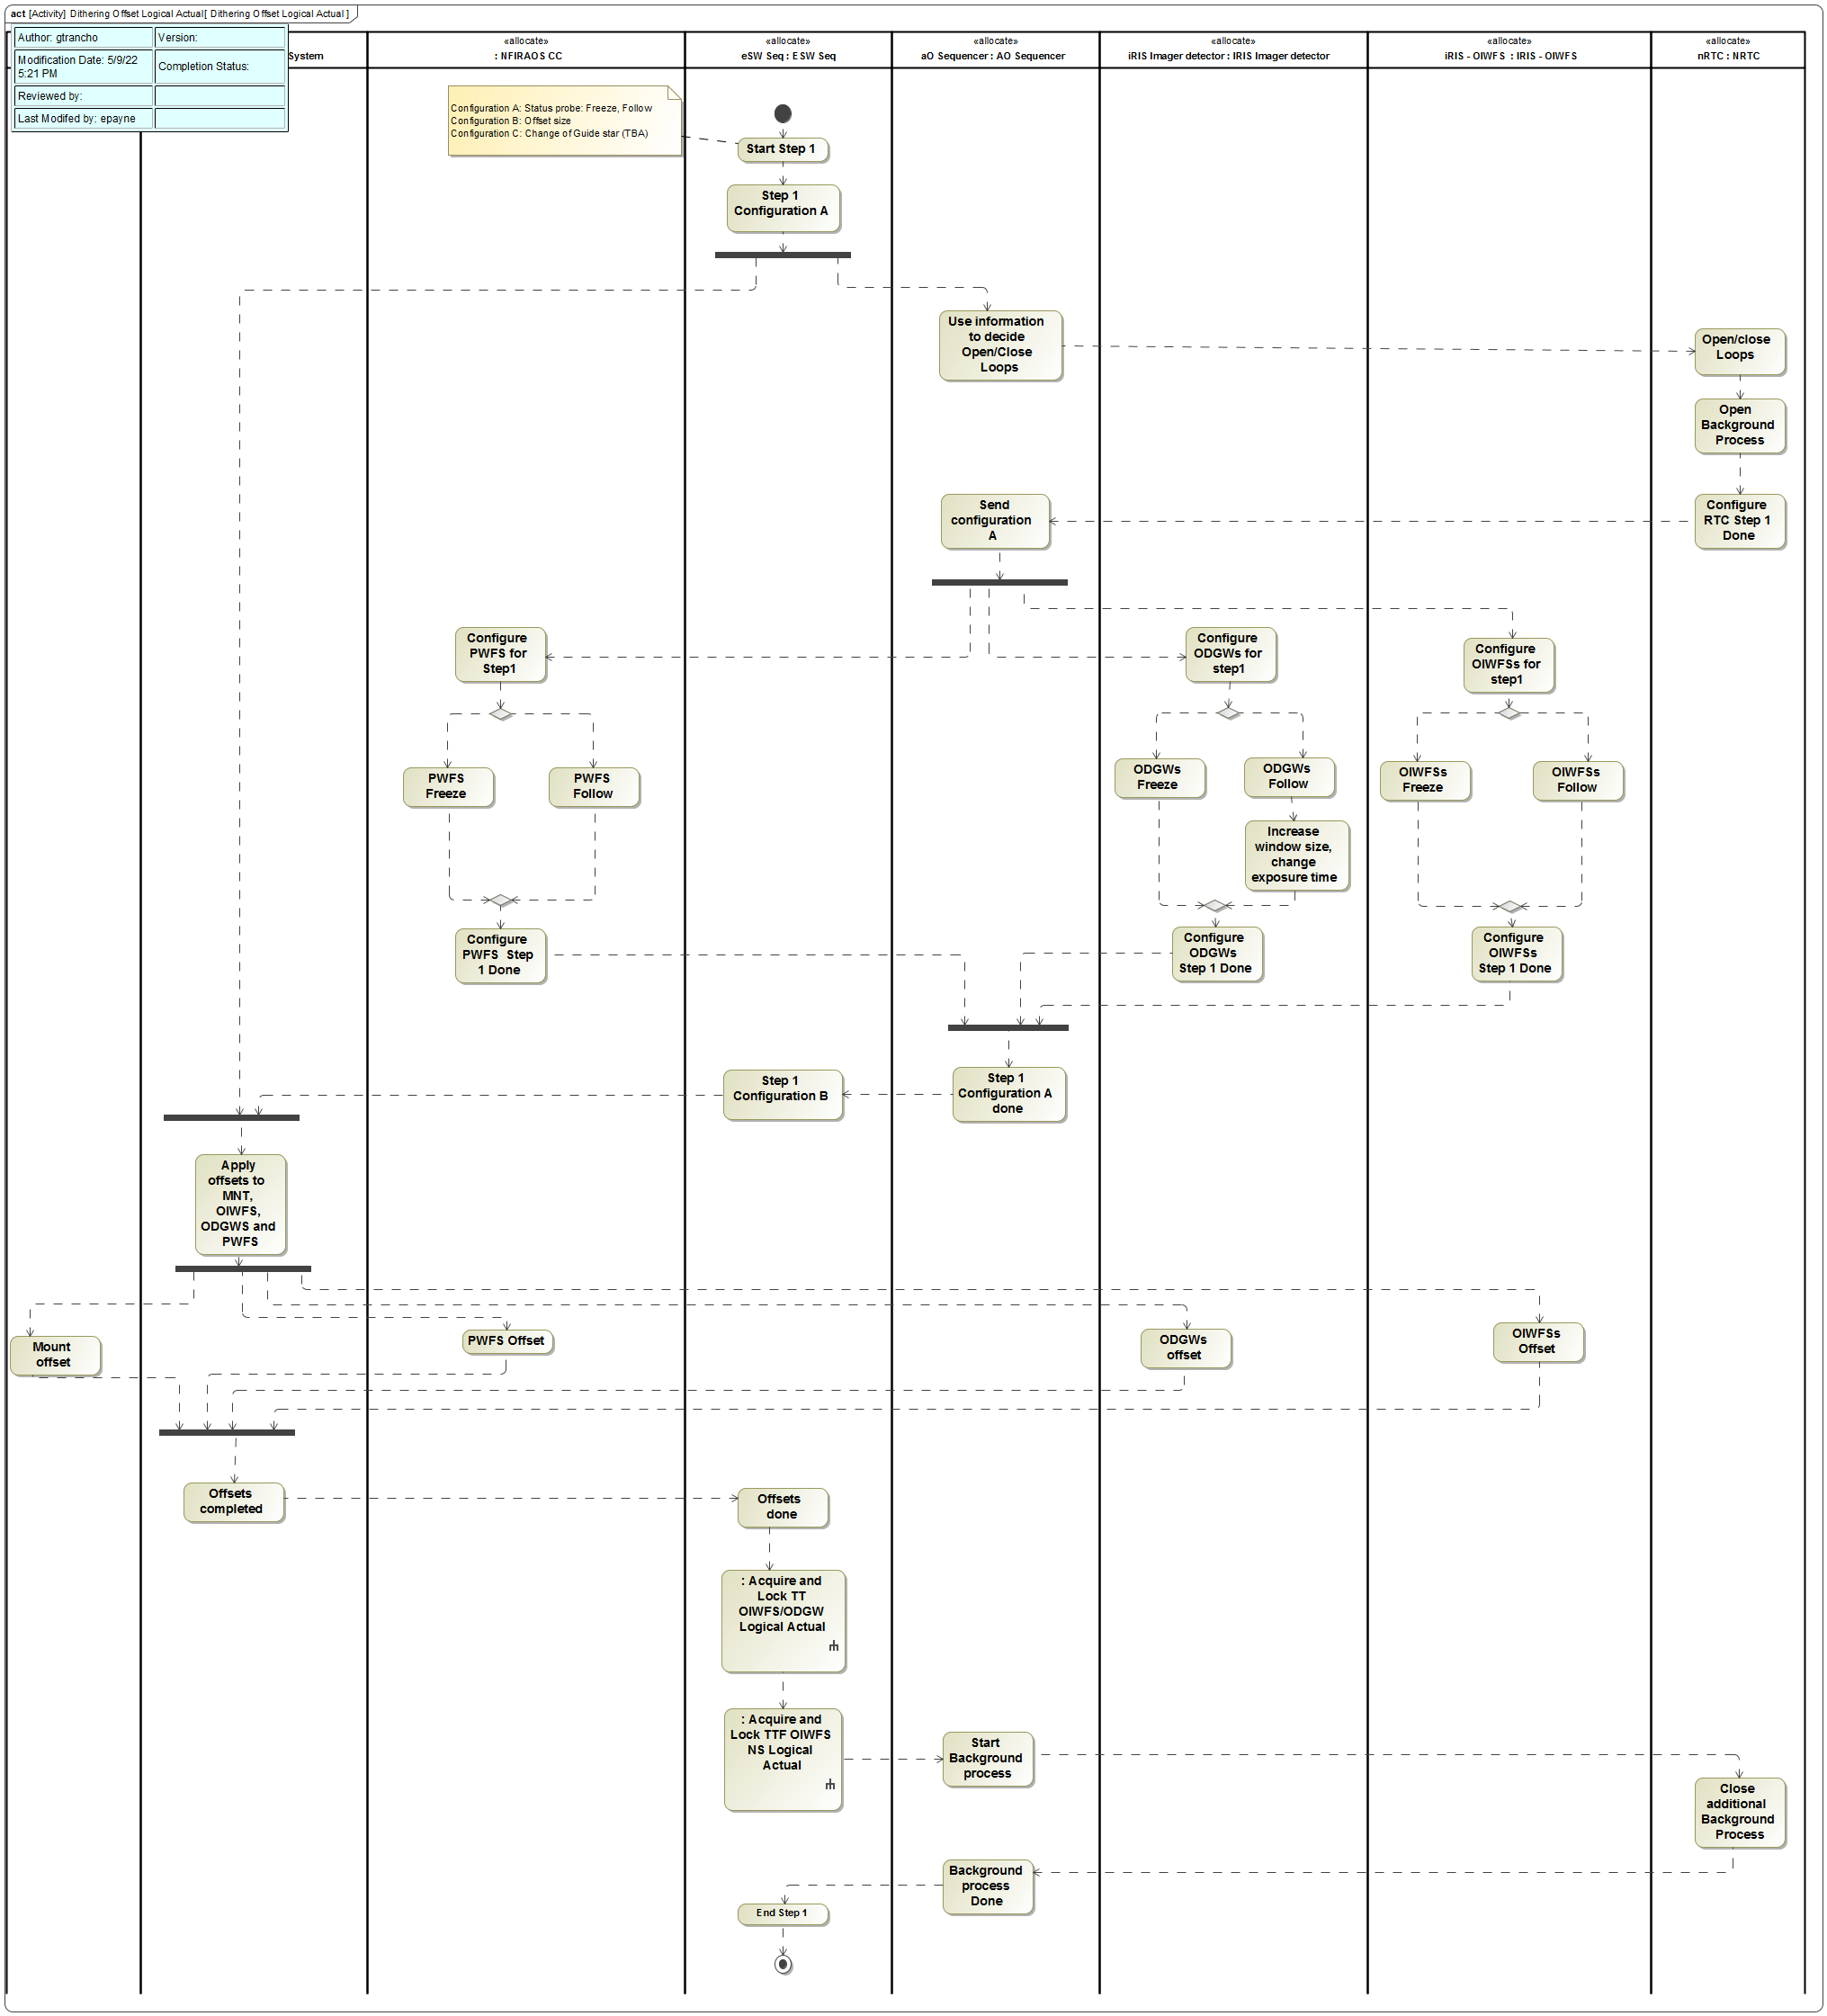 act [Activity] Dithering Offset Logical Actual[ Dithering Offset Logical Actual ]
Author: gtrancho
Version:
Modification Date: 5/9/22
5:21 PM
Completion Status:
Reviewed by:
Last Modifed by: epayne
System
«allocate»
: NFIRAOS CC
«allocate»
eSW Seq : ESW Seq
«allocate»
aO Sequencer : AO Sequencer
«allocate»
iRIS Imager detector : IRIS Imager detector
«allocate»
iRIS - OIWFS : IRIS - OIWFS
«allocate»
nRTC : NRTC
Configuration A: Status probe: Freeze, Follow
Configuration B: Offset size
Configuration C: Change of Guide star (TBA)
Start Step 1
Step 1
Configuration A
Use information
to decide
Open/Close
Loops
Open/close
Loops
Open
Background
Process
Send
configuration
A
Configure
RTC Step 1
Done
Configure
PWFS for
Step1
Configure
ODGWs for
step1
Configure
OIWFSs for
step1
PWFS
Freeze
PWFS
Follow
ODGWs
Freeze
ODGWs
Follow
OIWFSs
Freeze
OIWFSs
Follow
Increase
window size,
change
exposure time
Configure
PWFS Step
1 Done
Configure
ODGWs
Step 1 Done
Configure
OIWFSs
Step 1 Done
Step 1
Configuration B
Step 1
Configuration A
done
Apply
offsets to
MNT,
OIWFS,
ODGWS and
PWFS
Mount
offset
PWFS Offset
ODGWs
offset
OIWFSs
Offset
Offsets
completed
Offsets
done
: Acquire and
Lock TT
OIWFS/ODGW
Logical Actual
: Acquire and
Lock TTF OIWFS
NS Logical
Actual
Start
Background
process
Close
additional
Background
Process
Background
process
Done
End Step 1